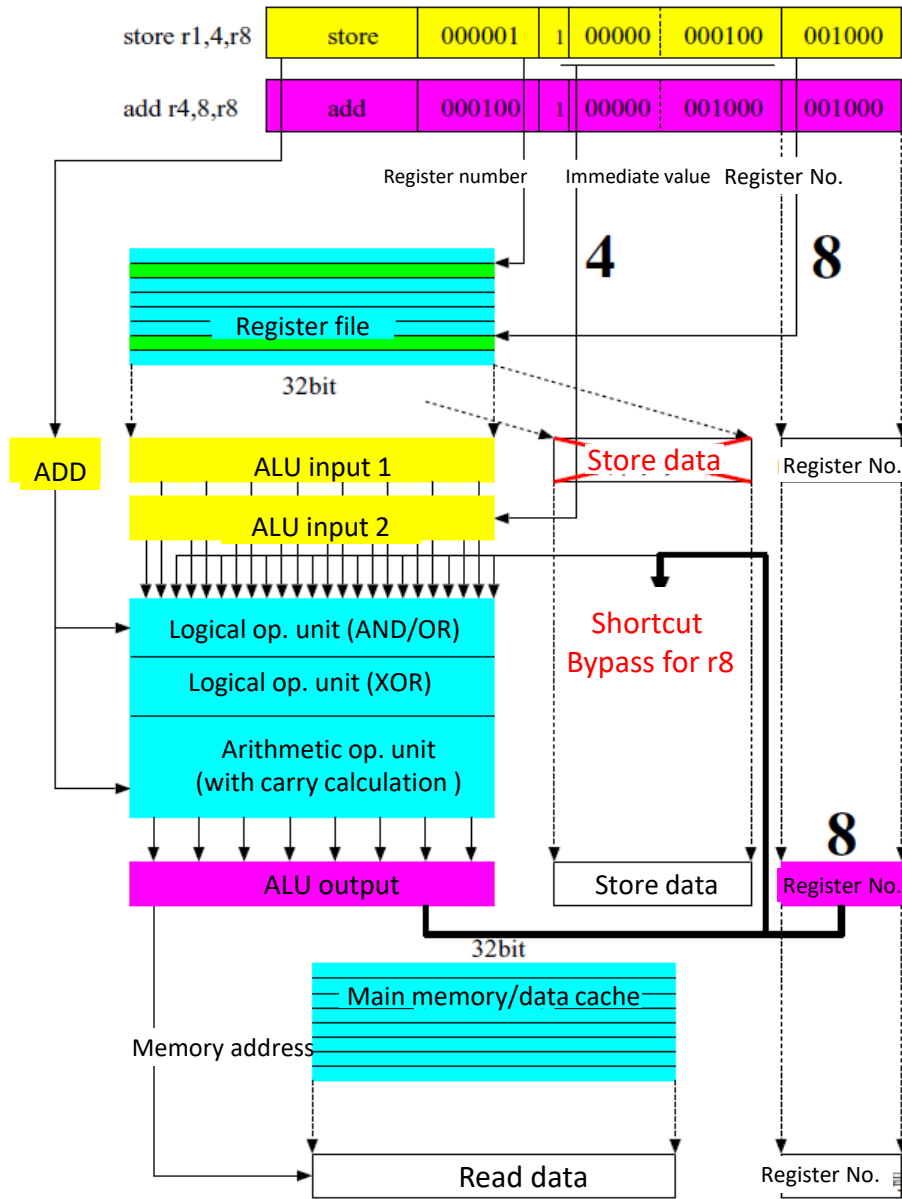 store r1,4,r8 store 000001 1 00000 000100 001000
add r4,8,r8 add 000100 1 00000 001000 001000
Register number Immediate value Register No.
4 8
Register file
32bit
ADD ALU input 1 Store data Register No.
ALU input 2
Logical op. unit (AND/OR)
Shortcut
Bypass for r8
Logical op. unit (XOR)
Arithmetic op. unit
(with carry calculation )
8
ALU output Store data Register No.
32bit
Main memory/data cache
Memory address
Read data Register No.